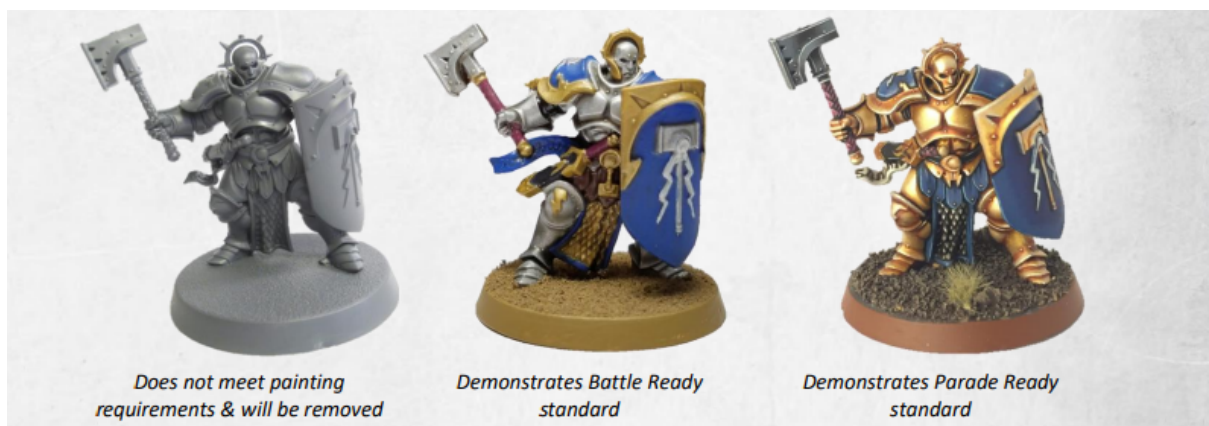 Does not meet painting
requirements & will be removed
Demonstrates Battle Ready
standard
Demonstrates Parade Ready
standard